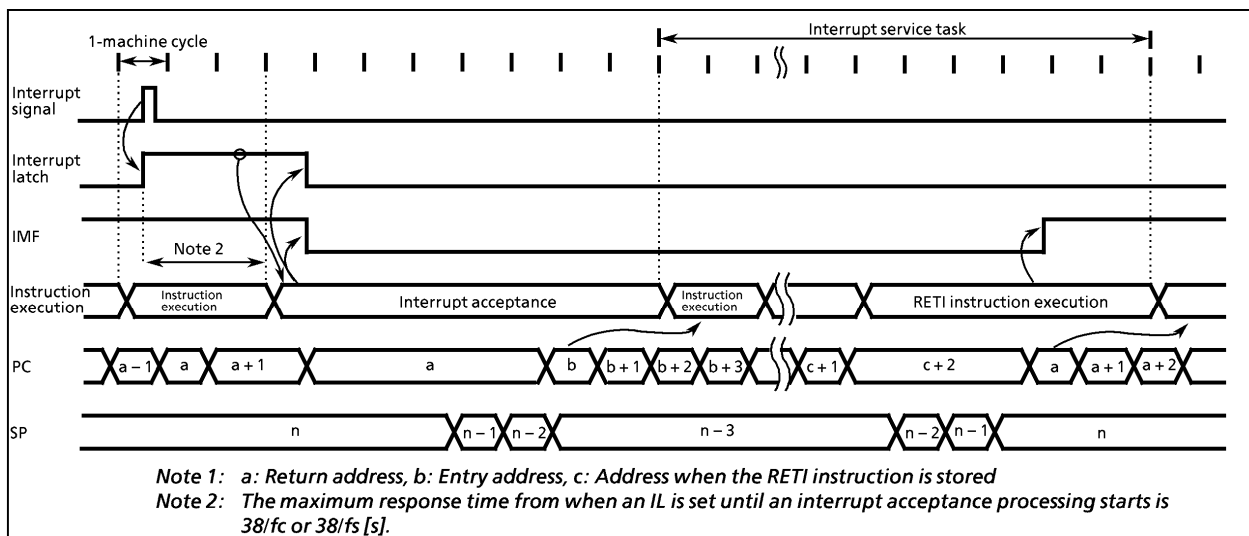 Interrupt service task
1-machine cycle
Interrupt
signal
Interrupt
latch
IMF
Note 2
Instruction
execution
Instruction
execution
Interrupt acceptance
Instruction
execution
RETI instruction execution
PC
a – 1
a
a + 1
a
b
b + 1
b + 2
b + 3
c + 1
c + 2
a
a + 1
a + 2
SP
n
n – 1
n – 2
n – 3
n – 2
n – 1
n
Note 1: a: Return address, b: Entry address, c: Address when the RETI instruction is stored
Note 2: The maximum response time from when an IL is set until an interrupt acceptance processing starts is
38/fc or 38/fs [s].